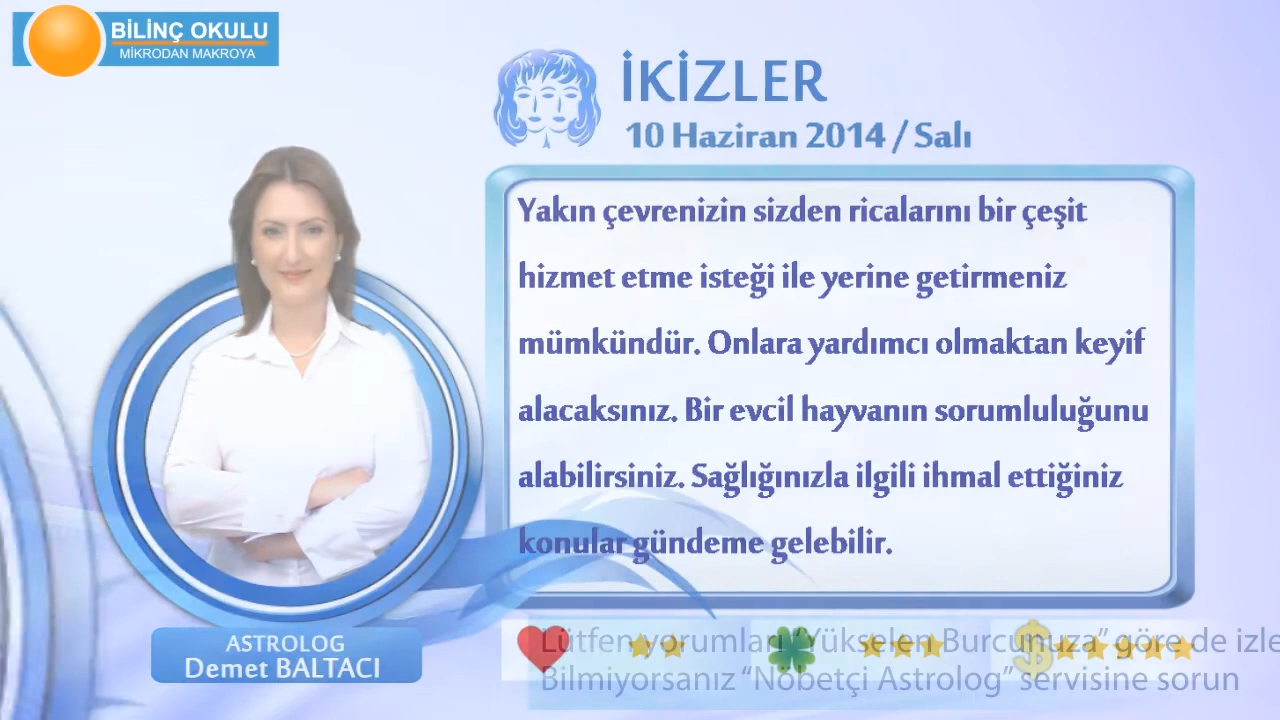 BİLİNÇ OKULU
MİKRODAN MAKROYA
İKİZLER
10 Haziran 2014 / Salı
Yakın çevrenizin sizden ricalarını bir çeşit
hizmet etme isteği ile yerine getirmeniz
mümkündür. Onlara yardımcı olmaktan keyif
alacaksınız. Bir evcil hayvanın sorumluluğunu
alabilirsiniz. Sağlığınızla ilgili ihmal ettiğiniz
konular gündeme gelebilir.
ASTROLOG
Demet BALTACI
Lütfen yorumları "Yükselen Burcunuza" göre de izle
Bilmiyorsanız "Nöbetçi Astrolog" servisine sorun